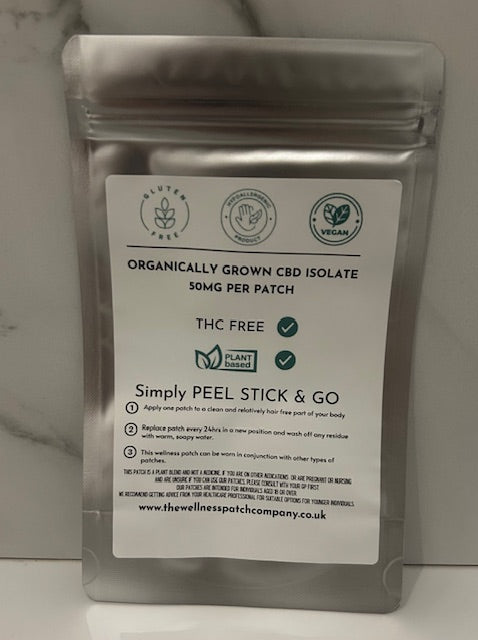 GLUTEN FREE
HYPOALLERGENIC PRODUCT
VEGAN
ORGANICALLY GROWN CBD ISOLATE
50MG PER PATCH
THC FREE
PLANT
based
Simply PEEL STICK & GO
1 Apply one patch to a clean and relatively hair free part of your body
2 Replace patch every 24hrs in a new position and wash off any residue
with warm, soapy water.
3 This wellness patch can be worn in conjunction with other types of
patches.
THIS PATCH IS A PLANT BLEND AND NOT A MEDICINE. IF YOU ARE ON OTHER MEDICATIONS, OR ARE PREGNANT OR NURSING
AND ARE UNSURE IF YOU CAN USE OUR PATCHES, PLEASE CONSULT WITH YOUR GP FIRST.
OUR PATCHES ARE INTENDED FOR INDIVIDUALS AGED 18 OR OVER.
WE RECOMMEND GETTING ADVICE FROM YOUR HEALTHCARE PROFESSIONAL FOR SUITABLE OPTIONS FOR YOUNGER INDIVIDUALS
www.thewellnesspatchcompany.co.uk